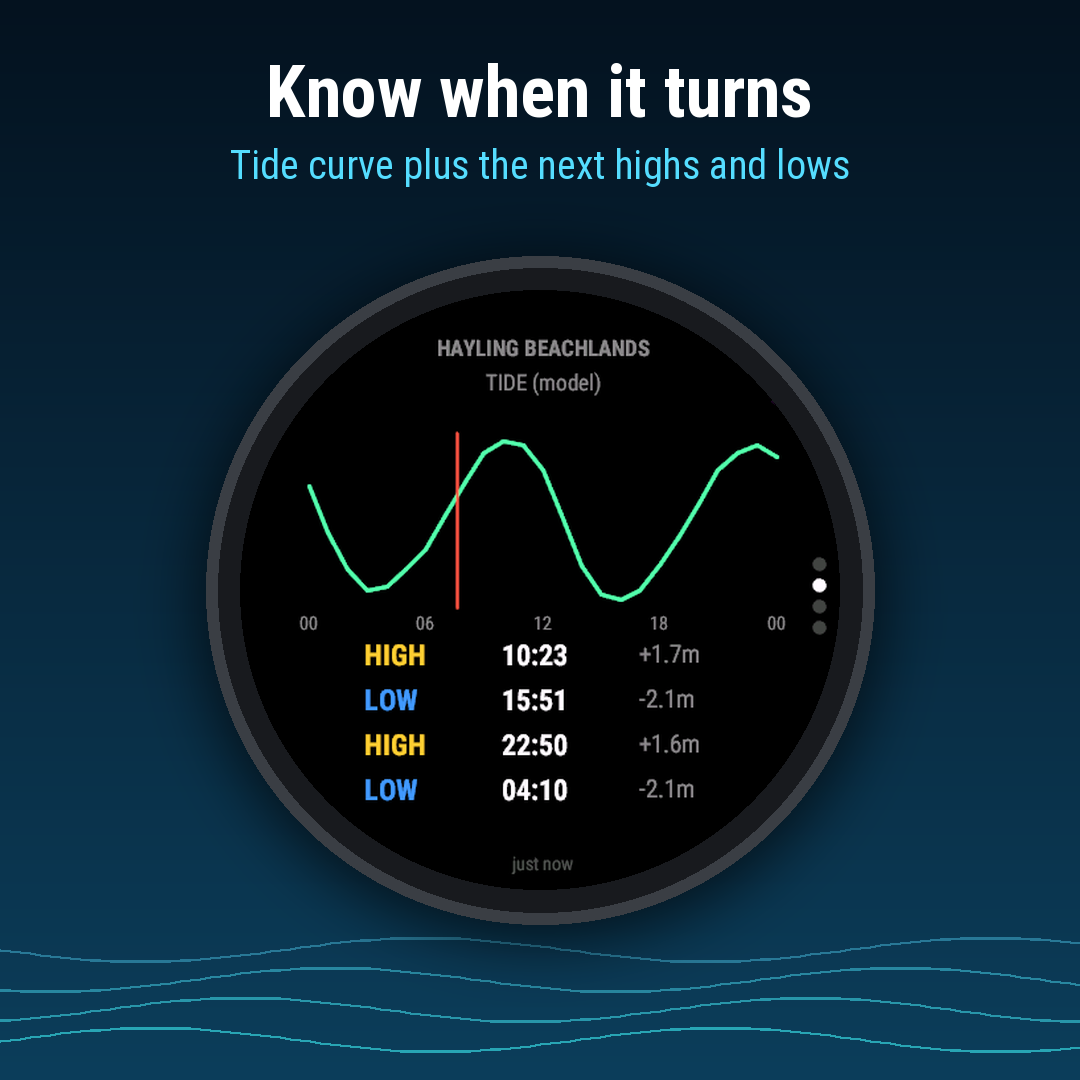 Know when it turns
Tide curve plus the next highs and lows
HAYLING BEACHLANDS
TIDE (model)
00 06 12 18 00
HIGH 10:23 +1.7m
LOW 15:51 -2.1m
HIGH 22:50 +1.6m
LOW 04:10 -2.1m
just now